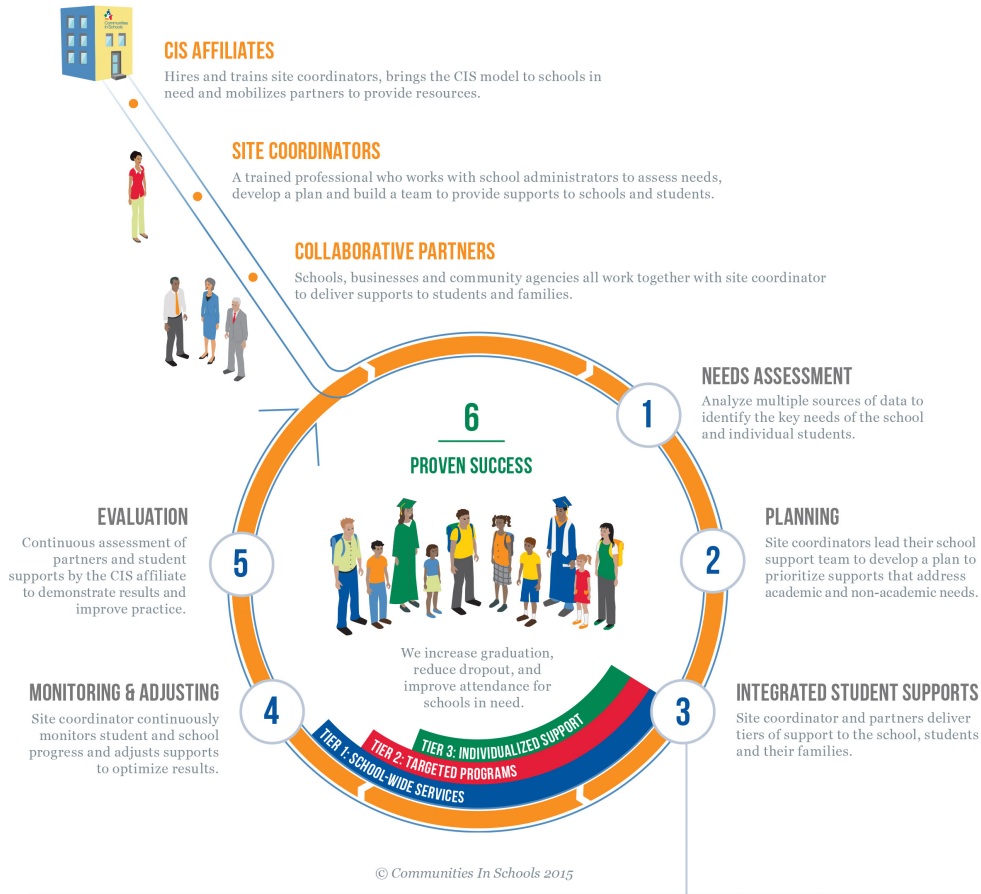 Communities
In Schools
CIS AFFILIATES
Hires and trains site coordinators, brings the CIS model to schools in
need and mobilizes partners to provide resources.
SITE COORDINATORS
A trained professional who works with school administrators to assess needs,
develop a plan and build a team to provide supports to schools and students.
COLLABORATIVE PARTNERS
Schools, businesses and community agencies all work together with site coordinator
to deliver supports to students and families.
1
NEEDS ASSESSMENT
Analyze multiple sources of data to
identify the key needs of the school
and individual students.
2
PLANNING
Site coordinators lead their school
support team to develop a plan to
prioritize supports that address
academic and non-academic needs.
3
INTEGRATED STUDENT SUPPORTS
Site coordinator and partners deliver
tiers of support to the school, students
and their families.
TIER 3: INDIVIDUALIZED SUPPORT
TIER 2: TARGETED PROGRAMS
TIER 1: SCHOOL-WIDE SERVICES
4
MONITORING & ADJUSTING
Site coordinator continuously
monitors student and school
progress and adjusts supports
to optimize results.
5
EVALUATION
Continuous assessment of
partners and student
supports by the CIS affiliate
to demonstrate results and
improve practice.
6
PROVEN SUCCESS
We increase graduation,
reduce dropout, and
improve attendance for
schools in need.
© Communities In Schools 2015